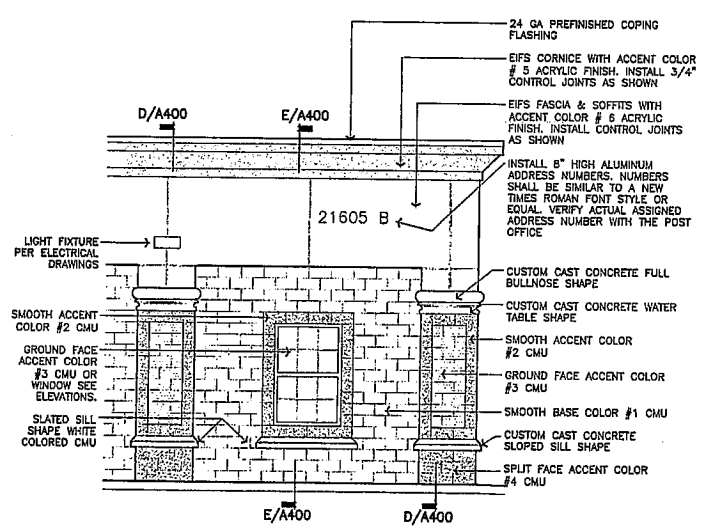 24 GA PREFINISHED COPING
FLASHING
EIFS CORNICE WITH ACCENT COLOR
# 5 ACRYLIC FINISH. INSTALL 3/4"
CONTROL JOINTS AS SHOWN
D/A400
E/A400
EIFS FASCIA & SOFFITS WITH
ACCENT COLOR # 6 ACRYLIC
FINISH. INSTALL CONTROL JOINTS
AS SHOWN
INSTALL 8" HIGH ALUMINUM
ADDRESS NUMBERS. NUMBERS
SHALL BE SIMILAR TO A NEW
TIMES ROMAN FONT STYLE OR
EQUAL. VERIFY ACTUAL ASSIGNED
ADDRESS NUMBER WITH THE POST
OFFICE
21605 B
LIGHT FIXTURE
PER ELECTRICAL
DRAWINGS
CUSTOM CAST CONCRETE FULL
BULLNOSE SHAPE
CUSTOM CAST CONCRETE WATER
TABLE SHAPE
SMOOTH ACCENT
COLOR #2 CMU
SMOOTH ACCENT COLOR
#2 CMU
GROUND FACE
ACCENT COLOR
#3 CMU OR
WINDOW SEE
ELEVATIONS.
GROUND FACE ACCENT COLOR
#3 CMU
SMOOTH BASE COLOR #1 CMU
SLATED SILL
SHAPE WHITE
COLORED CMU
CUSTOM CAST CONCRETE
SLOPED SILL SHAPE
SPLIT FACE ACCENT COLOR
#4 CMU
E/A400
D/A400